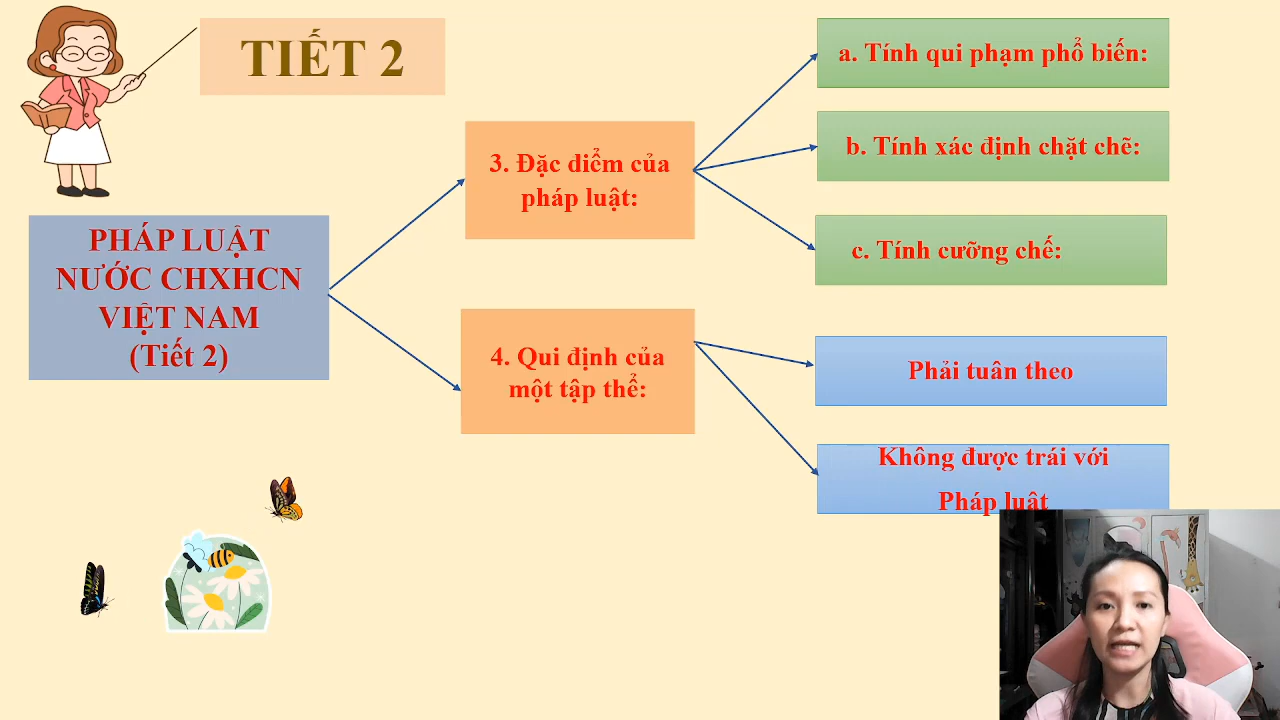 TIẾT 2
PHÁP LUẬT
NƯỚC CHXHCN
VIỆT NAM
(Tiết 2)
3. Đặc điểm của
pháp luật:
a. Tính qui phạm phổ biến:
b. Tính xác định chặt chẽ:
c. Tính cưỡng chế:
4. Qui định của
một tập thể:
Phải tuân theo
Không được trái với
Pháp luật